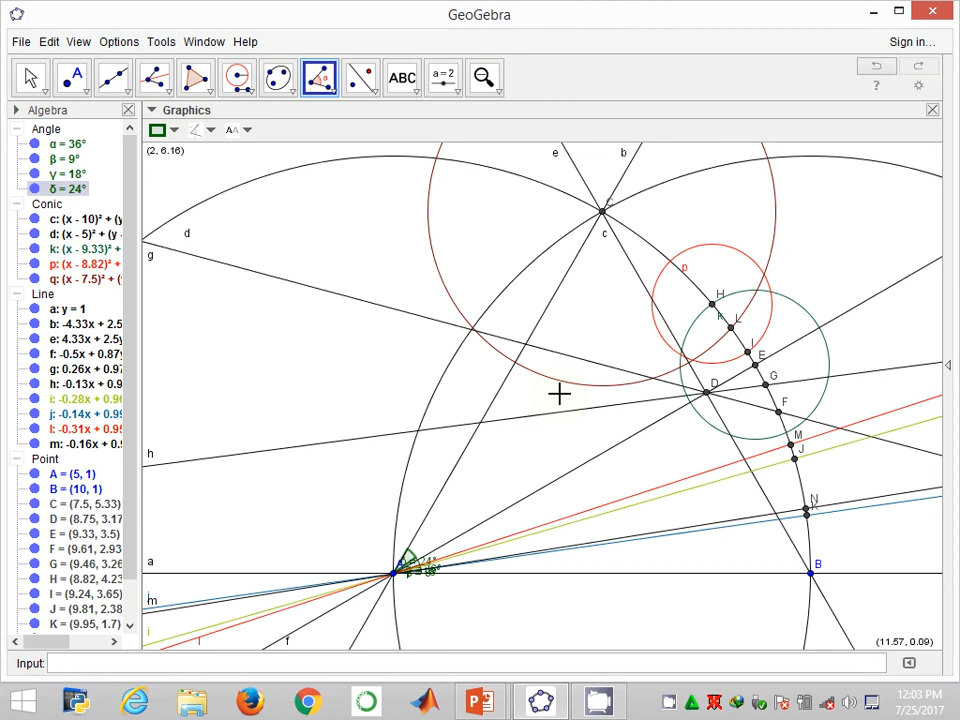 GeoGebra
File Edit View Options Tools Window Help
Sign in...
ABC
a=2
Algebra
Graphics
Angle
α = 36°
β = 9°
γ = 18°
δ = 24°
Conic
c: (x - 10)² + (y
d: (x - 5)² + (y -
k: (x - 9.33)² +
p: (x - 8.82)² +
q: (x - 7.5)² + (
Line
a: y = 1
b: -4.33x + 2.5
e: 4.33x + 2.5y
f: -0.5x + 0.87
g: 0.26x + 0.97
h: -0.13x + 0.9
i: -0.28x + 0.96
j: -0.14x + 0.99
l: -0.31x + 0.95
m: -0.16x + 0.9
Point
A = (5, 1)
B = (10, 1)
C = (7.5, 5.33)
D = (8.75, 3.17
E = (9.33, 3.5)
F = (9.61, 2.93
G = (9.46, 3.26
H = (8.82, 4.23
I = (9.24, 3.65)
J = (9.81, 2.38
K = (9.95, 1.7)
(2, 6.16)
e
b
C
d
c
g
p
H
k
L
I
E
G
D
F
M
J
h
N
K
a
B
m
i
l
f
(11.57, 0.09)
Input:
12:03 PM
7/25/2017